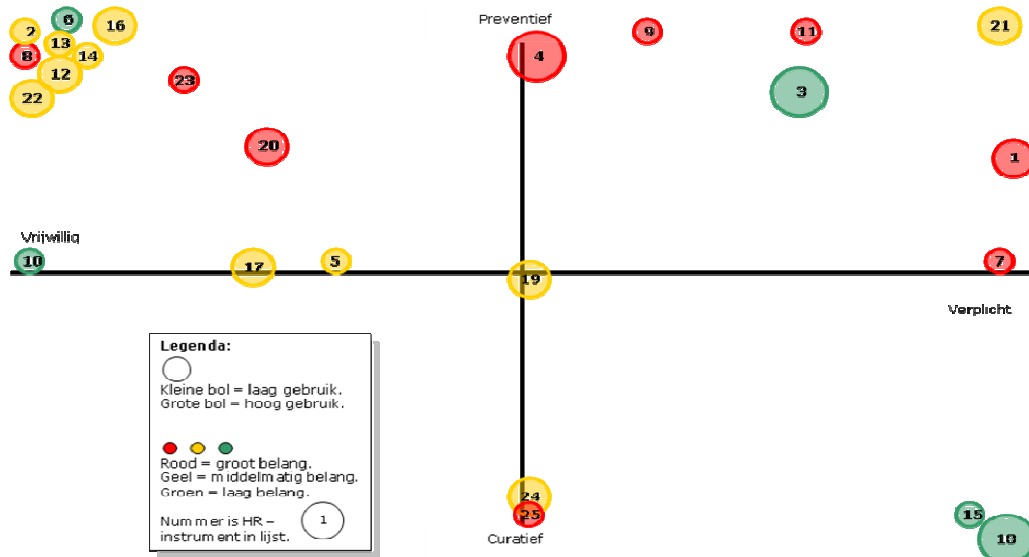 Preventief
2
6
16
9
11
21
13
8
14
4
12
23
3
22
20
1
Vrijwillig
10
17
5
7
19
Verplicht
Legenda:
Kleine bol = laag gebruik.
Grote bol = hoog gebruik.
Rood = groot belang.
Geel = middelmatig belang.
Groen = laag belang.
Nummer is HR –
instrument in lijst.
1
24
25
15
Curatief
10